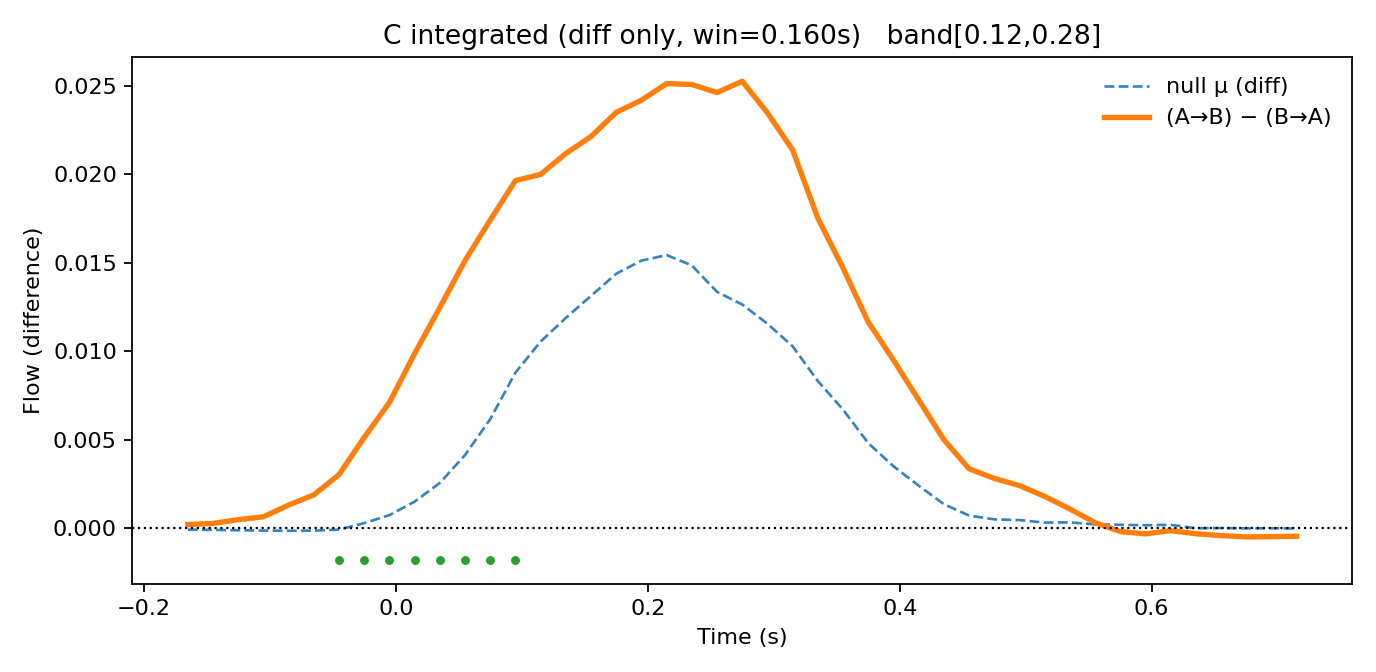 C integrated (diff only, win=0.160s)   band[0.12,0.28]
null μ (diff)
(A→B) − (B→A)
Flow (difference)
0.025
0.020
0.015
0.010
0.005
0.000
−0.2 0.0 0.2 0.4 0.6
Time (s)